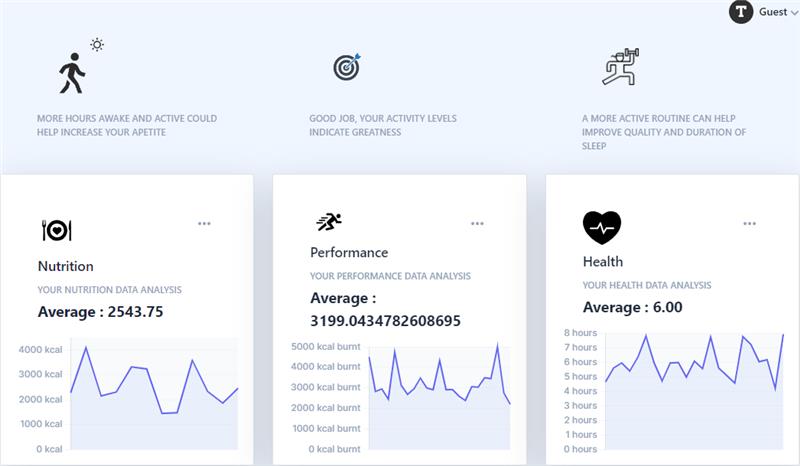 T Guest
MORE HOURS AWAKE AND ACTIVE COULD
HELP INCREASE YOUR APETITE
GOOD JOB, YOUR ACTIVITY LEVELS
INDICATE GREATNESS
A MORE ACTIVE ROUTINE CAN HELP
IMPROVE QUALITY AND DURATION OF
SLEEP
Nutrition
YOUR NUTRITION DATA ANALYSIS
Average : 2543.75
4000 kcal
3000 kcal
2000 kcal
1000 kcal
0 kcal
Performance
YOUR PERFORMANCE DATA ANALYSIS
Average :
3199.0434782608695
5000 kcal burnt
4000 kcal burnt
3000 kcal burnt
2000 kcal burnt
1000 kcal burnt
0 kcal burnt
Health
YOUR HEALTH DATA ANALYSIS
Average : 6.00
8 hours
7 hours
6 hours
5 hours
4 hours
3 hours
2 hours
1 hours
0 hours